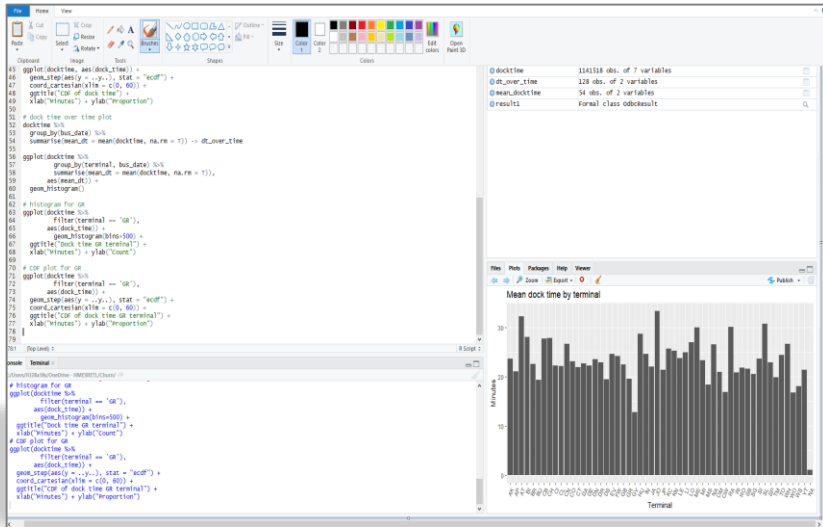 File Home View
Paste
Cut
Copy
Select
Crop
Resize
Rotate
Brushes
Outline
Fill
Size
Color 1
Color 2
Edit colors
Open Paint 3D
Clipboard Image Tools Shapes Colors
45 ggplot(docktime, aes(dock_time)) +
46 geom_step(aes(y = ..y..), stat = "ecdf") +
47 coord_cartesian(xlim = c(0, 60)) +
48 ggtitle("CDF of dock time") +
49 xlab("Minutes") + ylab("Proportion")
50
51 # dock time over time plot
52 docktime %>%
53 group_by(bus_date) %>%
54 summarise(mean_dt = mean(docktime, na.rm = T)) -> dt_over_time
55
56 ggplot(docktime %>%
57 group_by(terminal, bus_date) %>%
58 summarise(mean_dt = mean(docktime, na.rm = T)),
59 aes(mean_dt)) +
60 geom_histogram()
61
62 # histogram for GR
63 ggplot(docktime %>%
64 filter(terminal == 'GR'),
65 aes(dock_time)) +
66 geom_histogram(bins=500) +
67 ggtitle("Dock time GR terminal") +
68 xlab("Minutes") + ylab("Count")
69
70 # CDF plot for GR
71 ggplot(docktime %>%
72 filter(terminal == 'GR'),
73 aes(dock_time)) +
74 geom_step(aes(y = ..y..), stat = "ecdf") +
75 coord_cartesian(xlim = c(0, 60)) +
76 ggtitle("CDF of dock time GR terminal") +
77 xlab("Minutes") + ylab("Proportion")
78
79
78:1 (Top Level) R Script
Console Terminal
# histogram for GR
ggplot(docktime %>%
filter(terminal == 'GR'),
aes(dock_time)) +
geom_histogram(bins=500) +
ggtitle("Dock time GR terminal") +
xlab("Minutes") + ylab("Count")
# CDF plot for GR
ggplot(docktime %>%
filter(terminal == 'GR'),
aes(dock_time)) +
geom_step(aes(y = ..y..), stat = "ecdf") +
coord_cartesian(xlim = c(0, 60)) +
ggtitle("CDF of dock time GR terminal") +
xlab("Minutes") + ylab("Proportion")
docktime 1141318 obs. of 7 variables
dt_over_time 128 obs. of 2 variables
mean_docktime 54 obs. of 2 variables
result1 Formal class OdbcResult
Files Plots Packages Help Viewer
Zoom Export Publish
Mean dock time by terminal
30
20
10
0
Minutes
Terminal